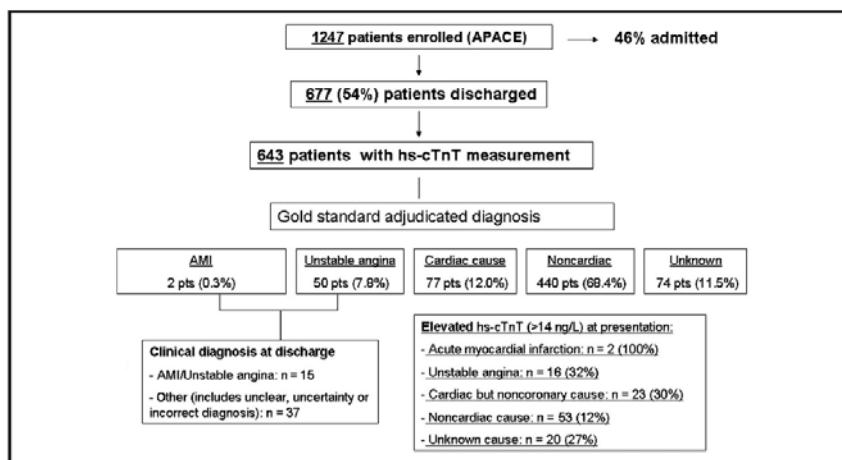 1247 patients enrolled (APACE)
46% admitted
677 (54%) patients discharged
643 patients with hs-cTnT measurement
Gold standard adjudicated diagnosis
AMI
2 pts (0.3%)
Unstable angina
50 pts (7.8%)
Cardiac cause
77 pts (12.0%)
Noncardiac
440 pts (68.4%)
Unknown
74 pts (11.5%)
Clinical diagnosis at discharge
- AMI/Unstable angina: n = 15
- Other (includes unclear, uncertainty or
incorrect diagnosis): n = 37
Elevated hs-cTnT (>14 ng/L) at presentation:
- Acute myocardial infarction: n = 2 (100%)
- Unstable angina: n = 16 (32%)
- Cardiac but noncoronary cause: n = 23 (30%)
- Noncardiac cause: n = 53 (12%)
- Unknown cause: n = 20 (27%)